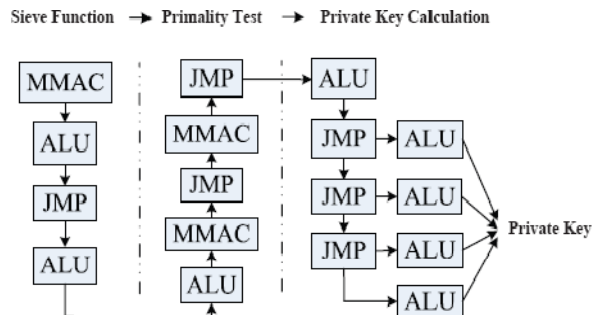 Sieve Function Primality Test Private Key Calculation
MMAC
ALU
JMP
ALU
JMP
MMAC
JMP
MMAC
ALU
ALU
JMP ALU
JMP ALU
JMP ALU
ALU
Private Key